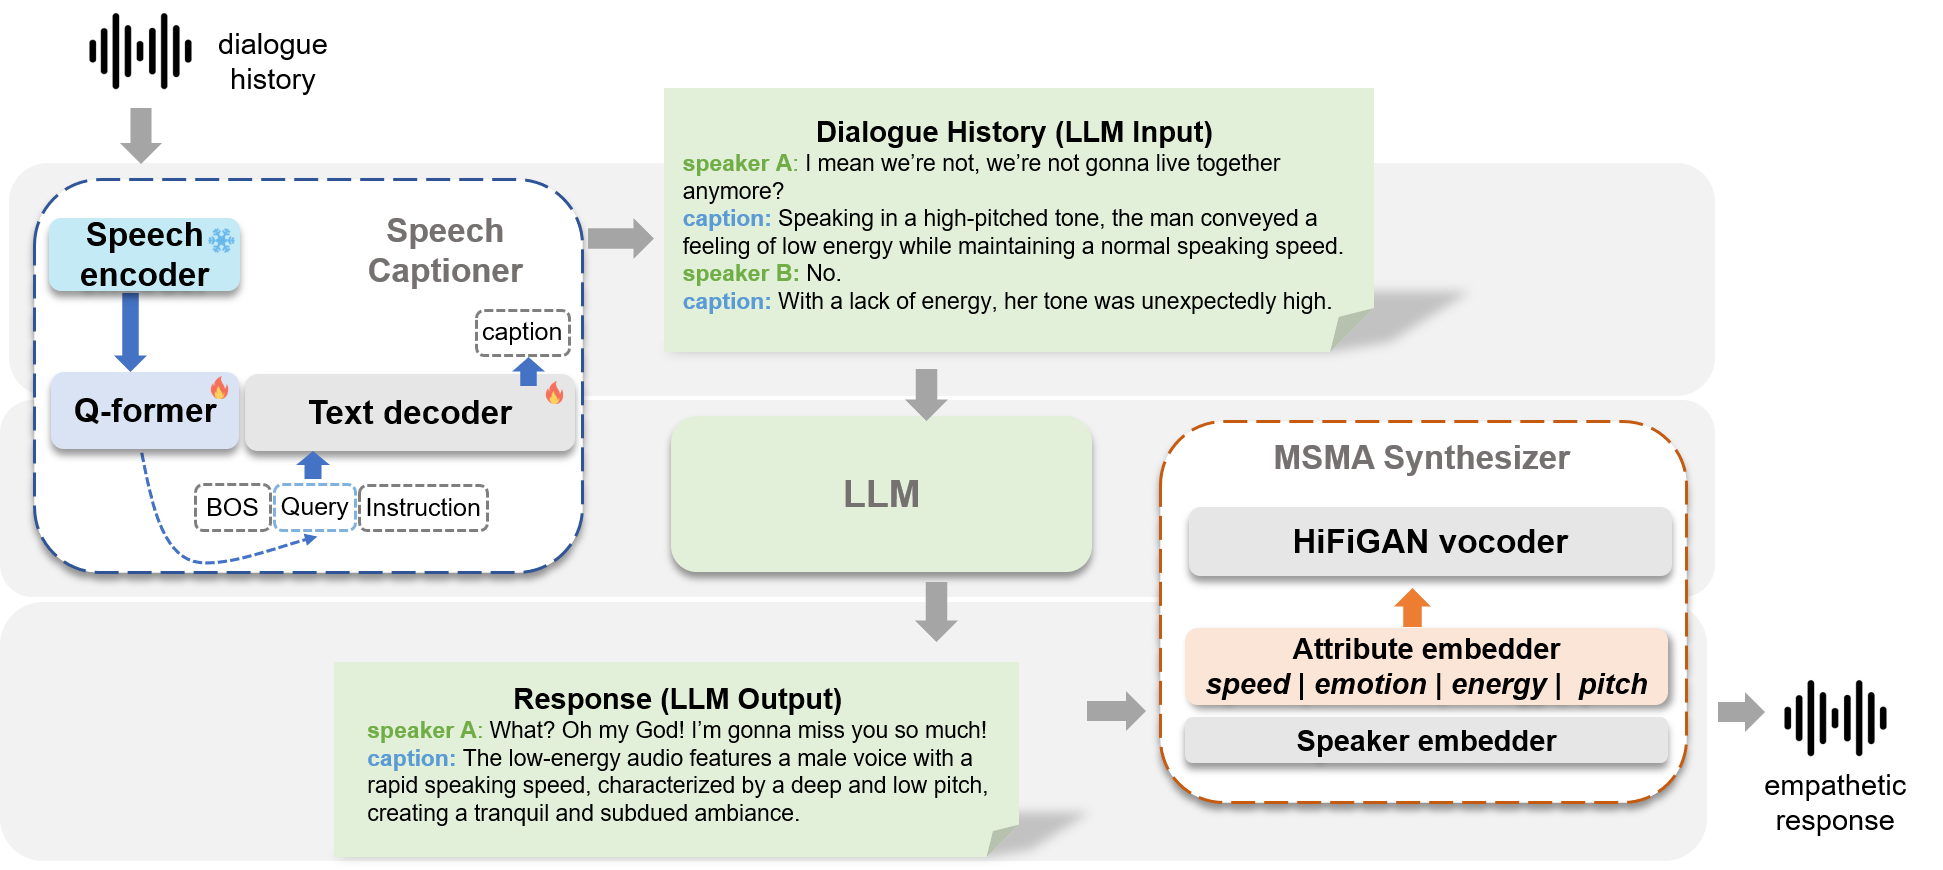 dialogue
history
Speech
encoder
Speech
Captioner
caption
Q-former
Text decoder
BOS
Query
Instruction
Dialogue History (LLM Input)
speaker A: I mean we're not, we're not gonna live together
anymore?
caption: Speaking in a high-pitched tone, the man conveyed a
feeling of low energy while maintaining a normal speaking speed.
speaker B: No.
caption: With a lack of energy, her tone was unexpectedly high.
LLM
Response (LLM Output)
speaker A: What? Oh my God! I'm gonna miss you so much!
caption: The low-energy audio features a male voice with a
rapid speaking speed, characterized by a deep and low pitch,
creating a tranquil and subdued ambiance.
MSMA Synthesizer
HiFiGAN vocoder
Attribute embedder
speed | emotion | energy | pitch
Speaker embedder
empathetic
response